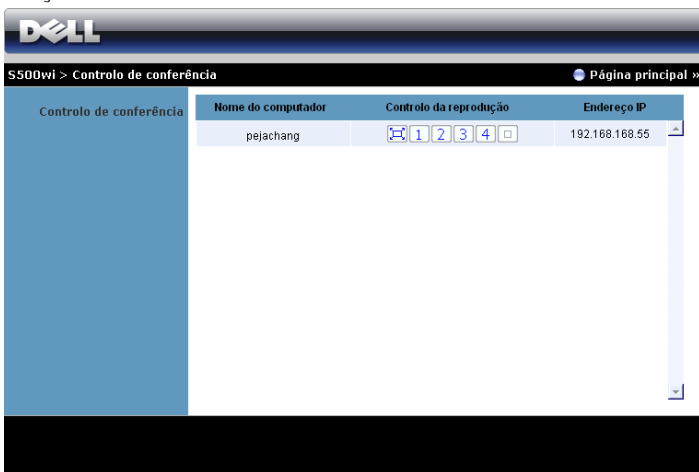 DELL
S500wi > Controlo de conferência
Página principal »
Controlo de conferência
Nome do computador Controlo da reprodução Endereço IP
pejachang 1 2 3 4 192.168.168.55